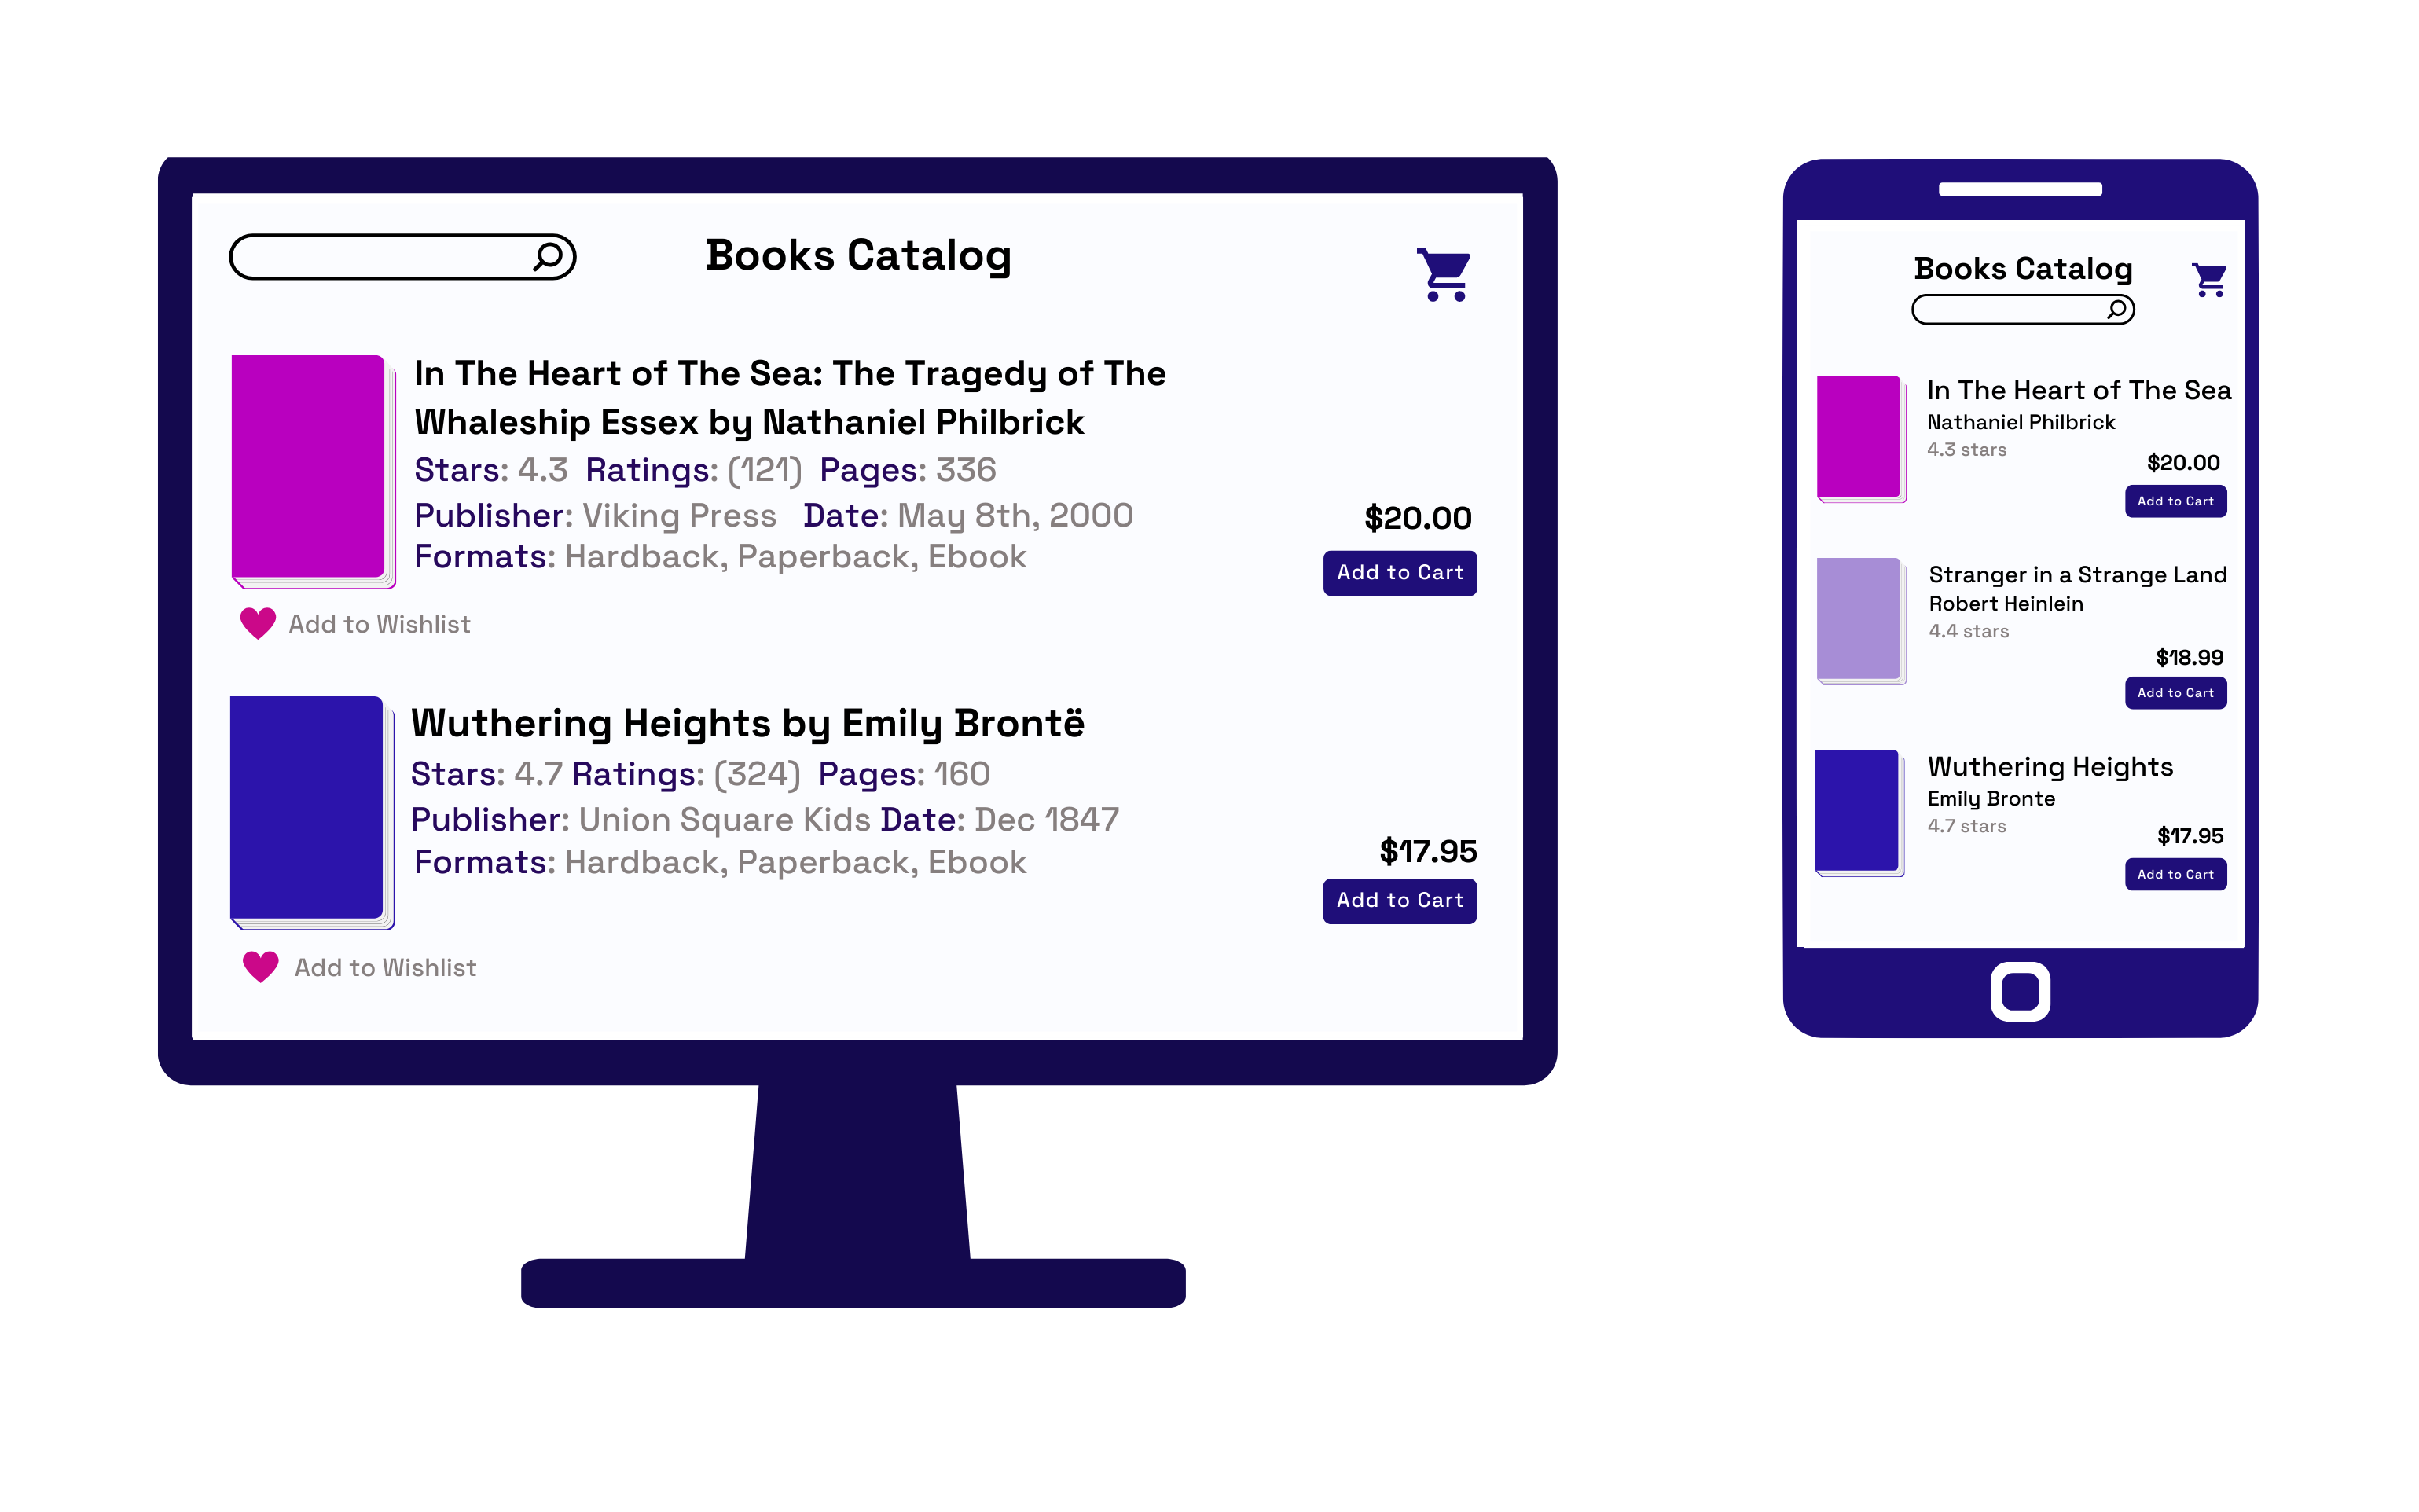 Books Catalog
In The Heart of The Sea: The Tragedy of The
Whaleship Essex by Nathaniel Philbrick
Stars: 4.3 Ratings: (121) Pages: 336
Publisher: Viking Press Date: May 8th, 2000
Formats: Hardback, Paperback, Ebook
$20.00
Add to Cart
Add to Wishlist
Wuthering Heights by Emily Brontë
Stars: 4.7 Ratings: (324) Pages: 160
Publisher: Union Square Kids Date: Dec 1847
Formats: Hardback, Paperback, Ebook
$17.95
Add to Cart
Add to Wishlist
Books Catalog
In The Heart of The Sea
Nathaniel Philbrick
4.3 stars
$20.00
Add to Cart
Stranger in a Strange Land
Robert Heinlein
4.4 stars
$18.99
Add to Cart
Wuthering Heights
Emily Bronte
4.7 stars
$17.95
Add to Cart